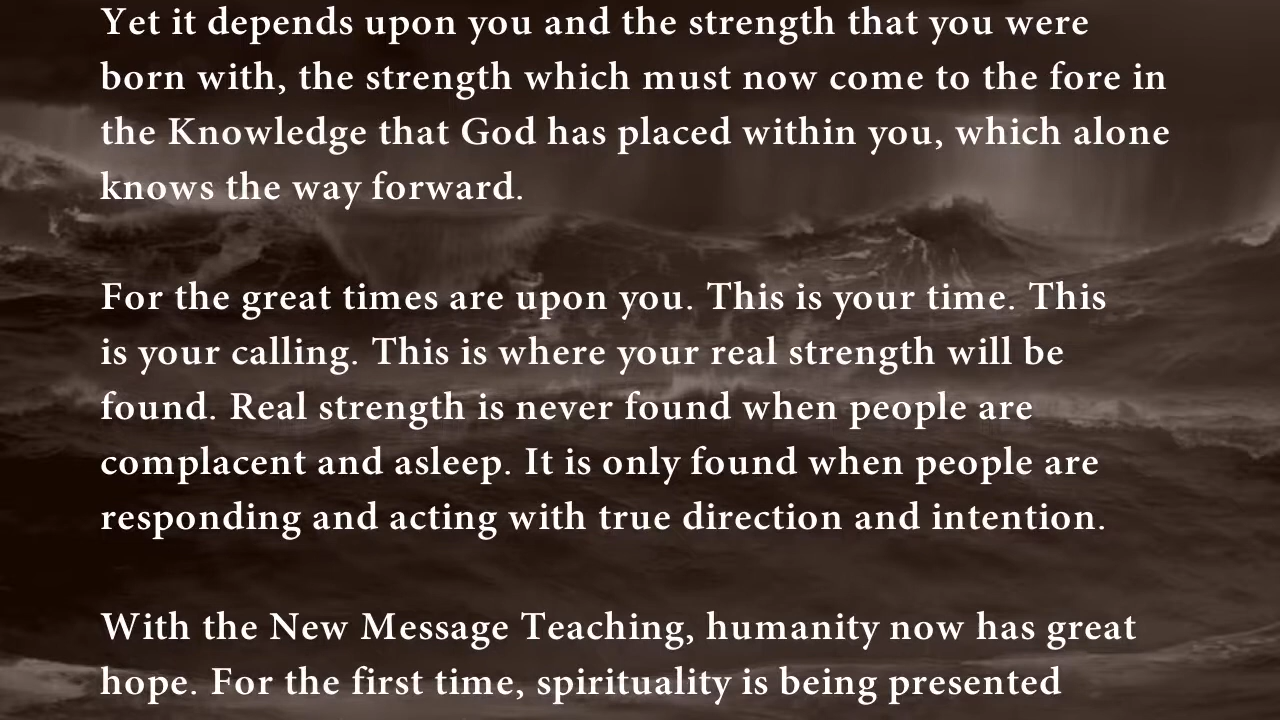 Yet it depends upon you and the strength that you were
born with, the strength which must now come to the fore in
the Knowledge that God has placed within you, which alone
knows the way forward.
For the great times are upon you. This is your time. This
is your calling. This is where your real strength will be
found. Real strength is never found when people are
complacent and asleep. It is only found when people are
responding and acting with true direction and intention.
With the New Message Teaching, humanity now has great
hope. For the first time, spirituality is being presented